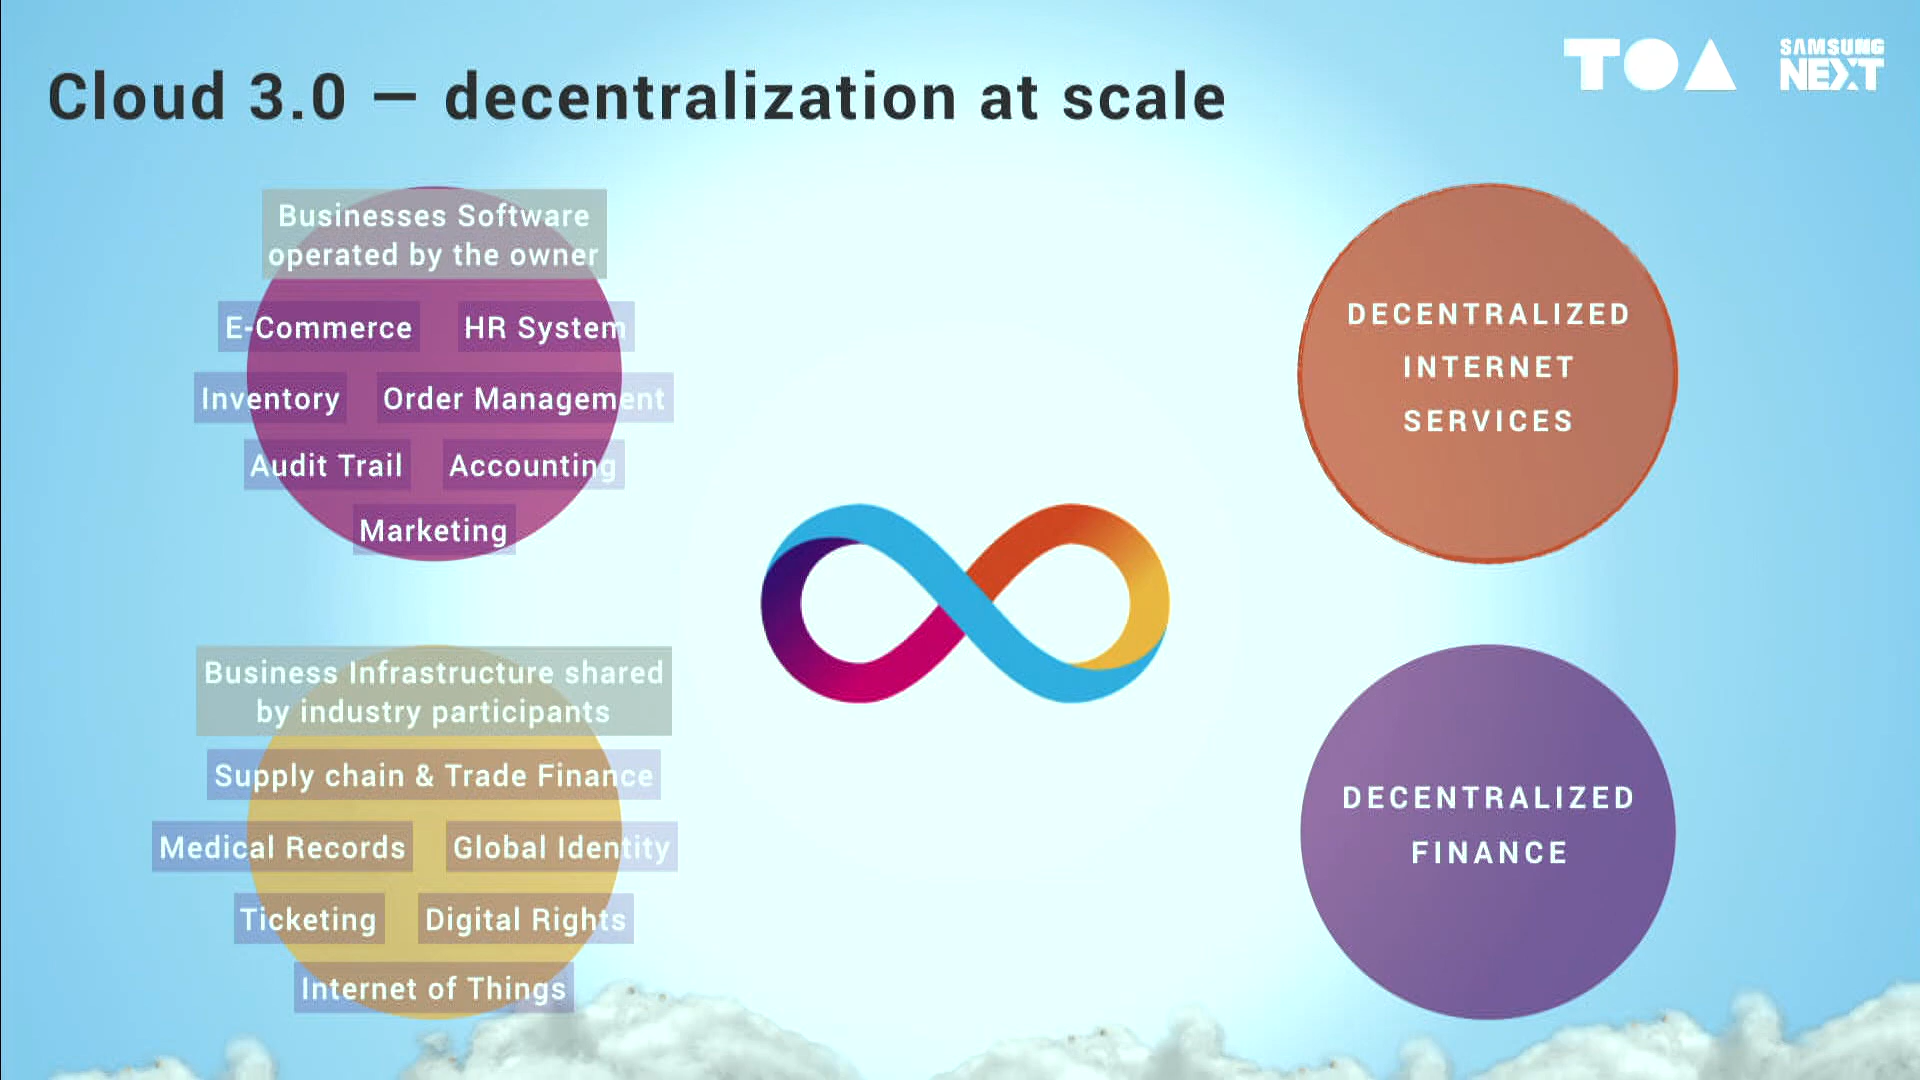 Cloud 3.0 — decentralization at scale
TOA
SAMSUNG
NEXT
Businesses Software
operated by the owner
E-Commerce
HR System
Inventory
Order Management
Audit Trail
Accounting
Marketing
Business Infrastructure shared
by industry participants
Supply chain & Trade Finance
Medical Records
Global Identity
Ticketing
Digital Rights
Internet of Things
DECENTRALIZED
INTERNET
SERVICES
DECENTRALIZED
FINANCE